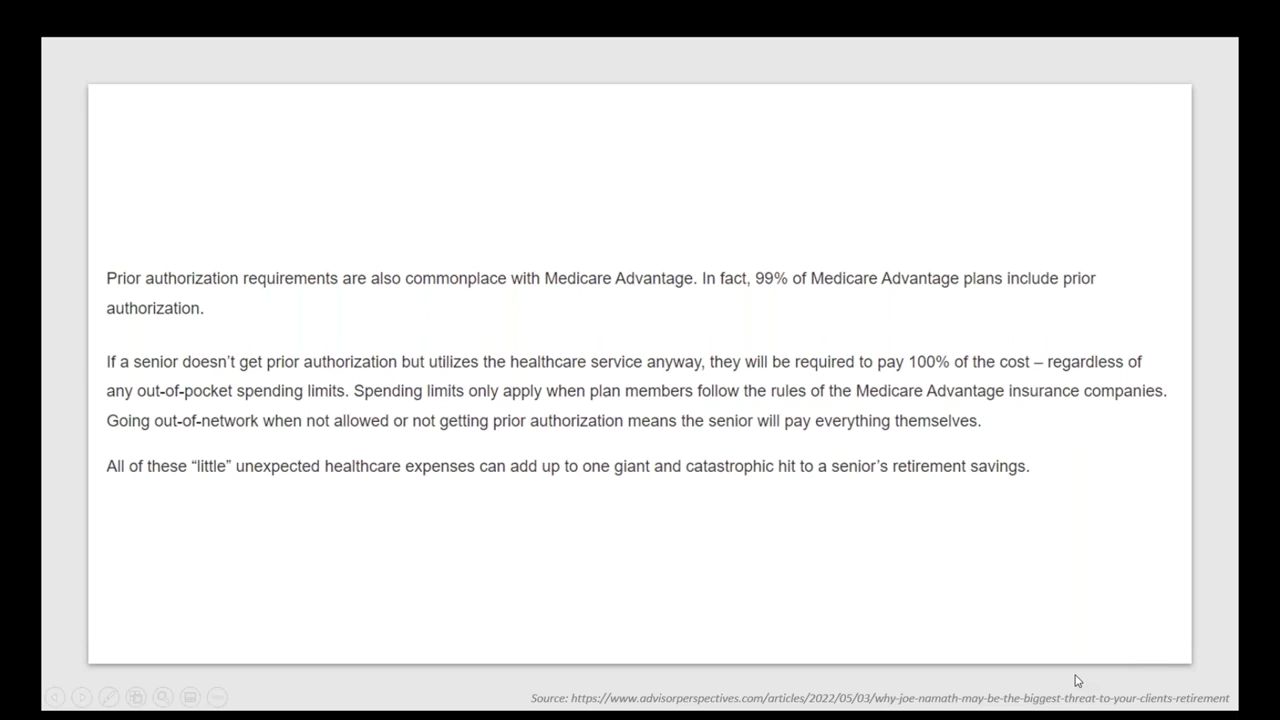 Prior authorization requirements are also commonplace with Medicare Advantage. In fact, 99% of Medicare Advantage plans include prior
authorization.
If a senior doesn’t get prior authorization but utilizes the healthcare service anyway, they will be required to pay 100% of the cost – regardless of
any out-of-pocket spending limits. Spending limits only apply when plan members follow the rules of the Medicare Advantage insurance companies.
Going out-of-network when not allowed or not getting prior authorization means the senior will pay everything themselves.
All of these “little” unexpected healthcare expenses can add up to one giant and catastrophic hit to a senior’s retirement savings.
Source: https://www.advisorperspectives.com/articles/2022/05/03/why-joe-namath-may-be-the-biggest-threat-to-your-clients-retirement